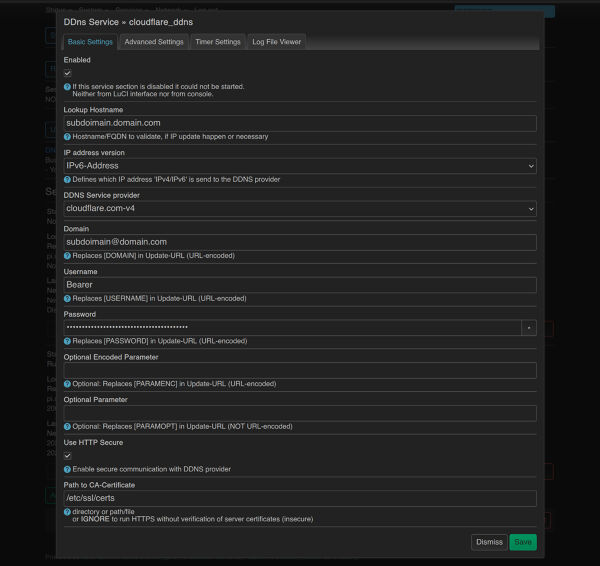 DDns Service » cloudflare_ddns
Basic Settings
Advanced Settings
Timer Settings
Log File Viewer
Enabled
If this service section is disabled it could not be started.
Neither from LuCI interface nor from console.
Lookup Hostname
subdoimain.domain.com
Hostname/FQDN to validate, if IP update happen or necessary
IP address version
IPv6-Address
Defines which IP address 'IPv4/IPv6' is send to the DDNS provider
DDNS Service provider
cloudflare.com-v4
Domain
subdoimain@domain.com
Replaces [DOMAIN] in Update-URL (URL-encoded)
Username
Bearer
Replaces [USERNAME] in Update-URL (URL-encoded)
Password
Replaces [PASSWORD] in Update-URL (URL-encoded)
Optional Encoded Parameter
Optional: Replaces [PARAMENC] in Update-URL (URL-encoded)
Optional Parameter
Optional: Replaces [PARAMOPT] in Update-URL (NOT URL-encoded)
Use HTTP Secure
Enable secure communication with DDNS provider
Path to CA-Certificate
/etc/ssl/certs
directory or path/file
or IGNORE to run HTTPS without verification of server certificates (insecure)
Dismiss
Save